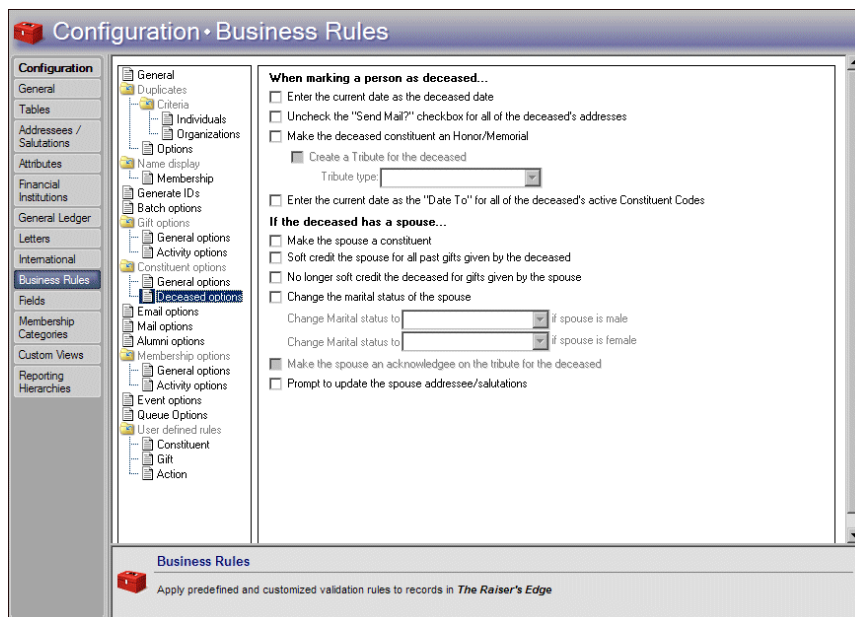 Configuration • Business Rules
Configuration
General
Tables
Addressees /
Salutations
Attributes
Financial
Institutions
General Ledger
Letters
International
Business Rules
Fields
Membership
Categories
Custom Views
Reporting
Hierarchies
General
Duplicates
Criteria
Individuals
Organizations
Options
Name display
Membership
Generate IDs
Batch options
Gift options
General options
Activity options
Constituent options
General options
Deceased options
Email options
Mail options
Alumni options
Membership options
General options
Activity options
Event options
Queue Options
User defined rules
Constituent
Gift
Action
When marking a person as deceased...
Enter the current date as the deceased date
Uncheck the "Send Mail?" checkbox for all of the deceased's addresses
Make the deceased constituent an Honor/Memorial
Create a Tribute for the deceased
Tribute type:
Enter the current date as the "Date To" for all of the deceased's active Constituent Codes
If the deceased has a spouse...
Make the spouse a constituent
Soft credit the spouse for all past gifts given by the deceased
No longer soft credit the deceased for gifts given by the spouse
Change the marital status of the spouse
Change Marital status to if spouse is male
Change Marital status to if spouse is female
Make the spouse an acknowledgee on the tribute for the deceased
Prompt to update the spouse addressee/salutations
Business Rules
Apply predefined and customized validation rules to records in The Raiser's Edge